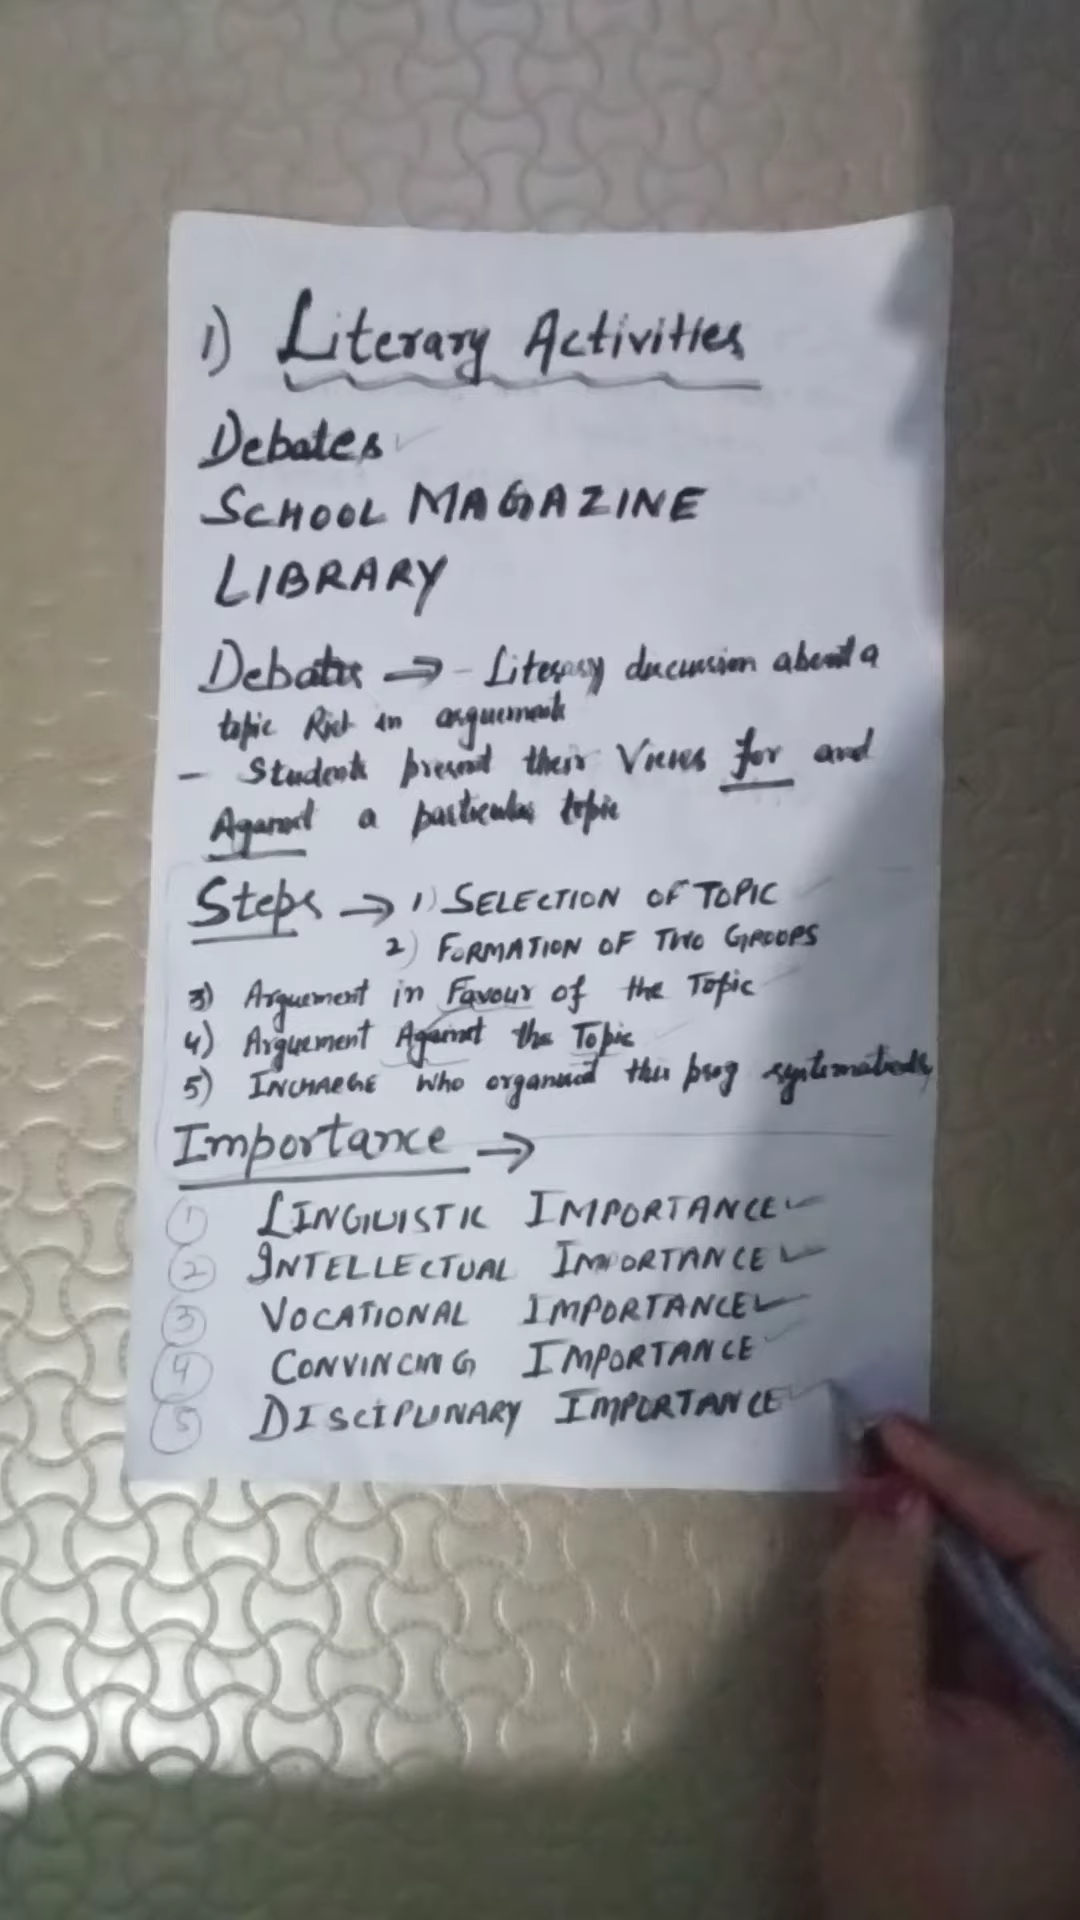 1) Literary Activities
Debates
SCHOOL MAGAZINE
LIBRARY
Debates → - Literary discussion about a
topic Rich in arguements
- Students present their Views for and
Against a particular topic
Steps → 1) SELECTION OF TOPIC
2) FORMATION OF TWO GROUPS
3) Arguement in Favour of the Topic
4) Arguement Against the Topic
5) INCHARGE who organised this prog systematically
Importance →
1 LINGUISTIC IMPORTANCE
2 INTELLECTUAL IMPORTANCE
3 VOCATIONAL IMPORTANCE
4 CONVINCING IMPORTANCE
5 DISCIPLINARY IMPORTANCE